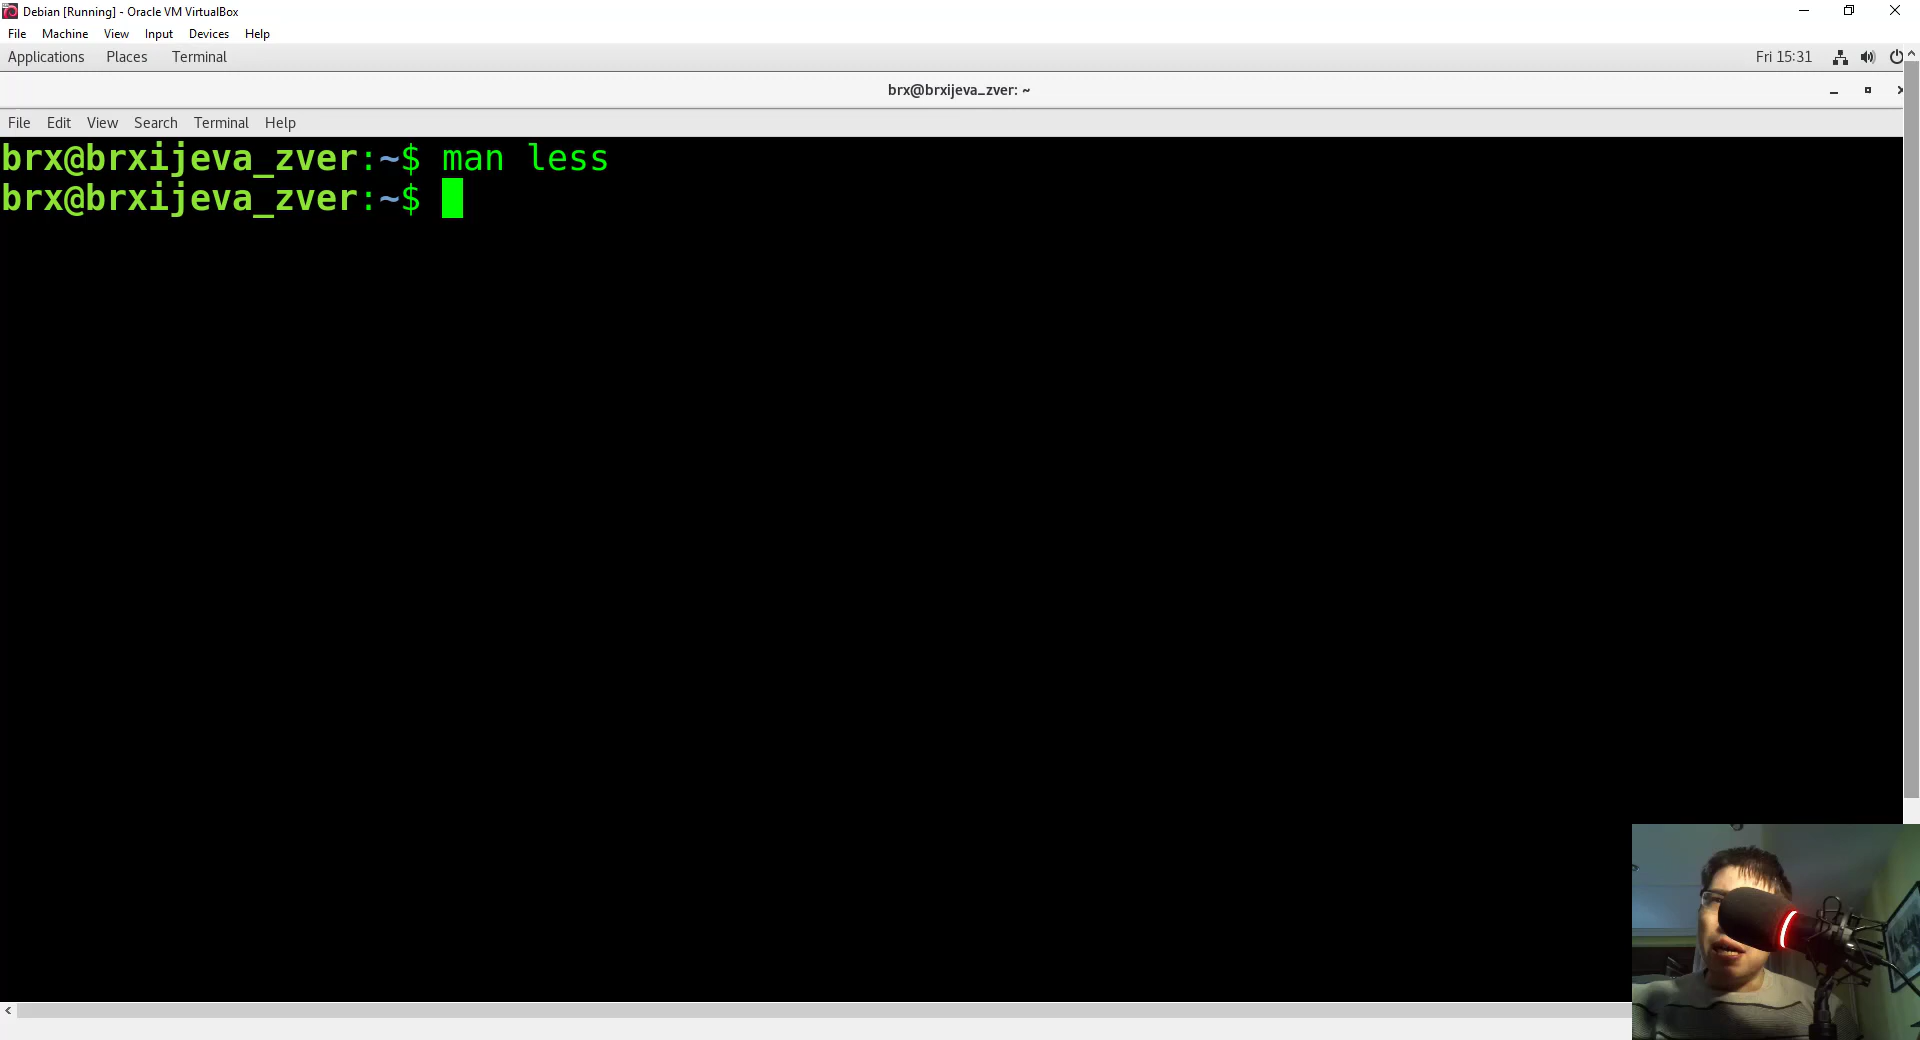 Debian [Running] - Oracle VM VirtualBox
File Machine View Input Devices Help
Applications Places Terminal Fri 15:31
brx@brxijeva_zver: ~
File Edit View Search Terminal Help
brx@brxijeva_zver:~$ man less
brx@brxijeva_zver:~$